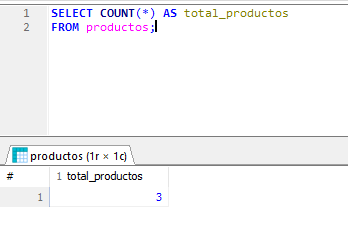 1 SELECT COUNT(*) AS total_productos
2 FROM productos;
productos (1r × 1c)
# 1 total_productos
1 3